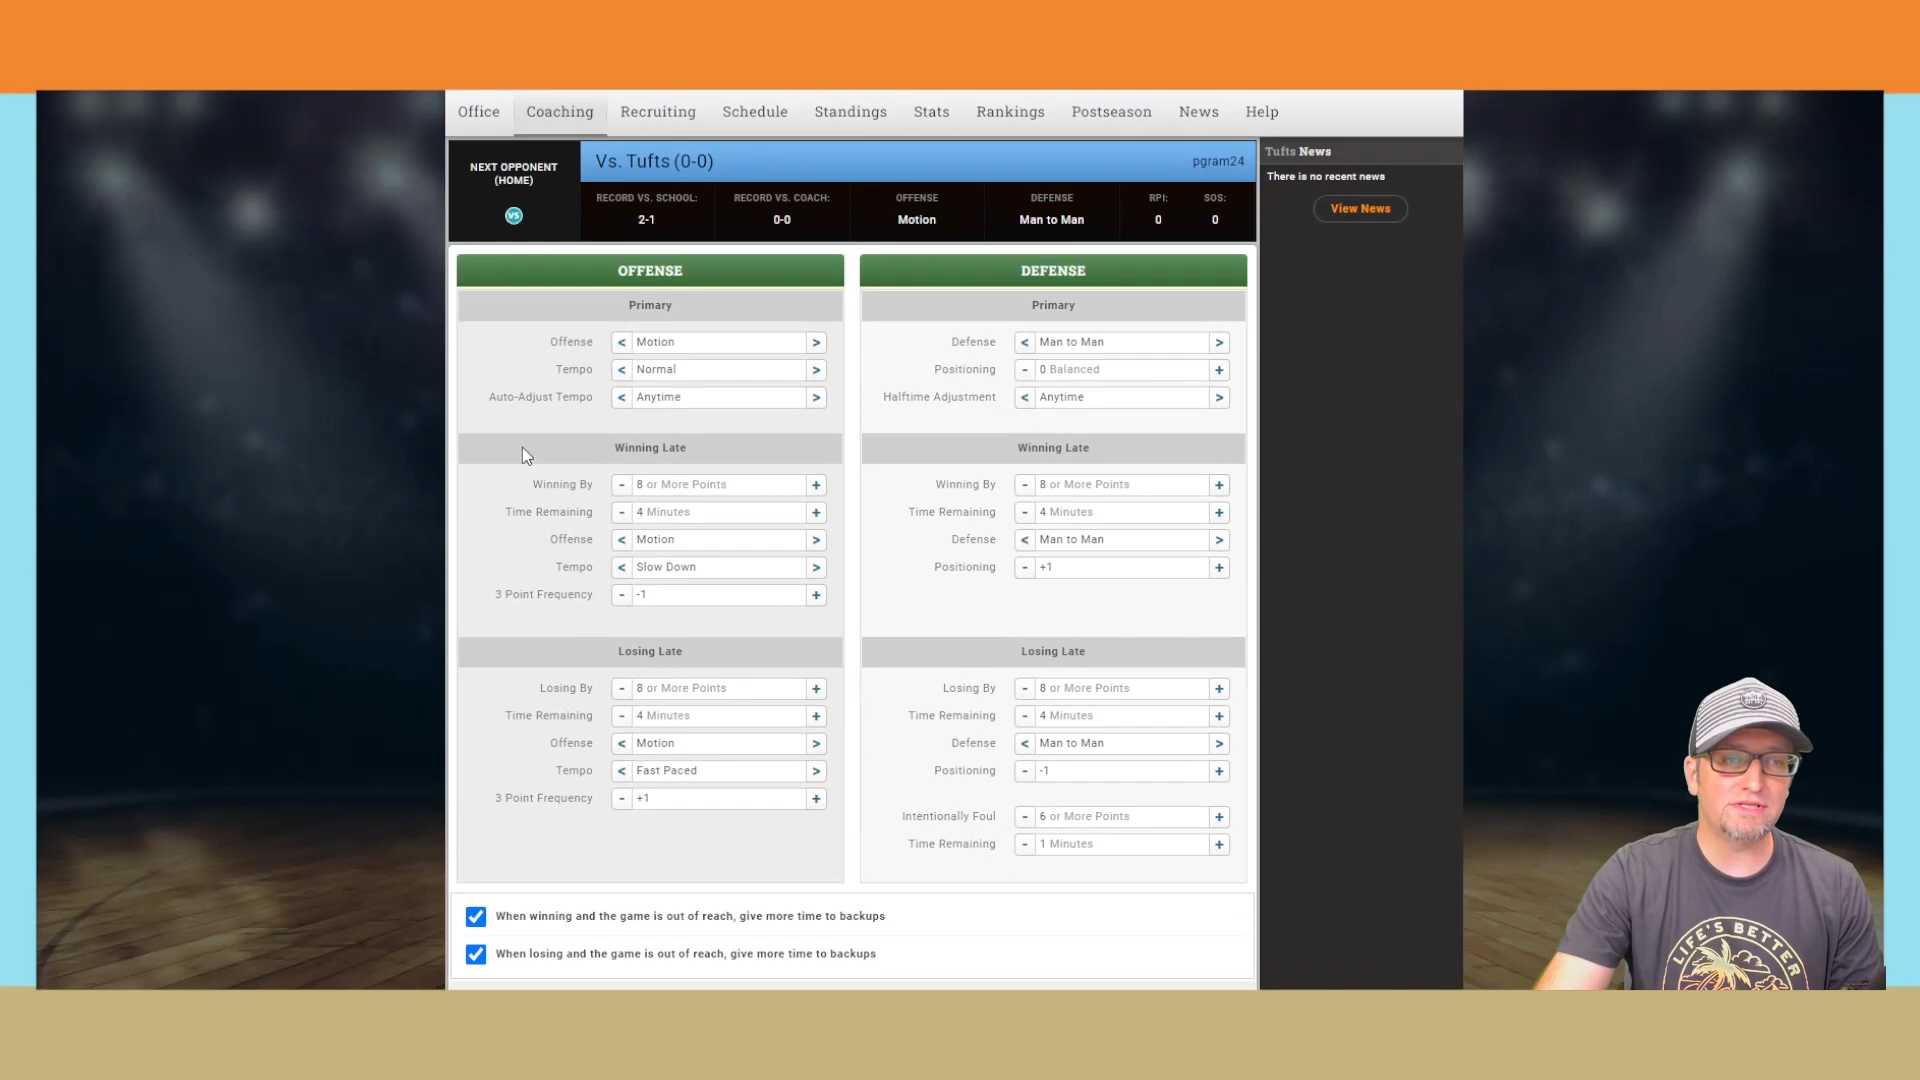 Office Coaching Recruiting Schedule Standings Stats Rankings Postseason News Help
NEXT OPPONENT
(HOME)
VS
Vs. Tufts (0-0) pgram24
RECORD VS. SCHOOL: RECORD VS. COACH: OFFENSE DEFENSE RPI: SOS:
2-1 0-0 Motion Man to Man 0 0
Tufts News
There is no recent news
View News
OFFENSE
Primary
Offense < Motion >
Tempo < Normal >
Auto-Adjust Tempo < Anytime >
Winning Late
Winning By - 8 or More Points +
Time Remaining - 4 Minutes +
Offense < Motion >
Tempo < Slow Down >
3 Point Frequency - -1 +
Losing Late
Losing By - 8 or More Points +
Time Remaining - 4 Minutes +
Offense < Motion >
Tempo < Fast Paced >
3 Point Frequency - +1 +
DEFENSE
Primary
Defense < Man to Man >
Positioning - 0 Balanced +
Halftime Adjustment < Anytime >
Winning Late
Winning By - 8 or More Points +
Time Remaining - 4 Minutes +
Defense < Man to Man >
Positioning - +1 +
Losing Late
Losing By - 8 or More Points +
Time Remaining - 4 Minutes +
Defense < Man to Man >
Positioning - -1 +
Intentionally Foul - 6 or More Points +
Time Remaining - 1 Minutes +
When winning and the game is out of reach, give more time to backups
When losing and the game is out of reach, give more time to backups
LIFE'S BETTER